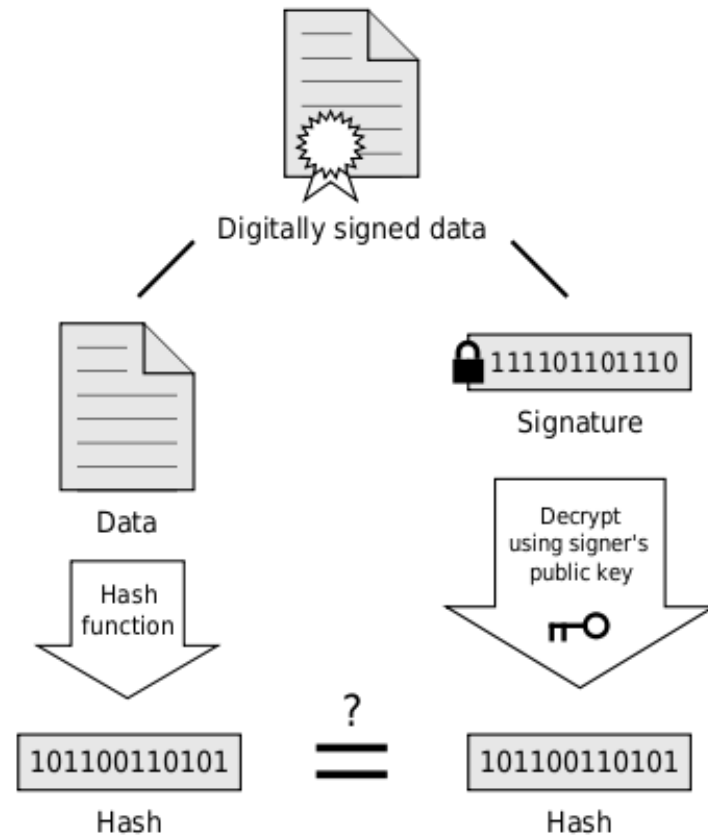 Digitally signed data
111101101110
Signature
Data
Decrypt
using signer's
public key
Hash
function
?
101100110101
=
101100110101
Hash
Hash